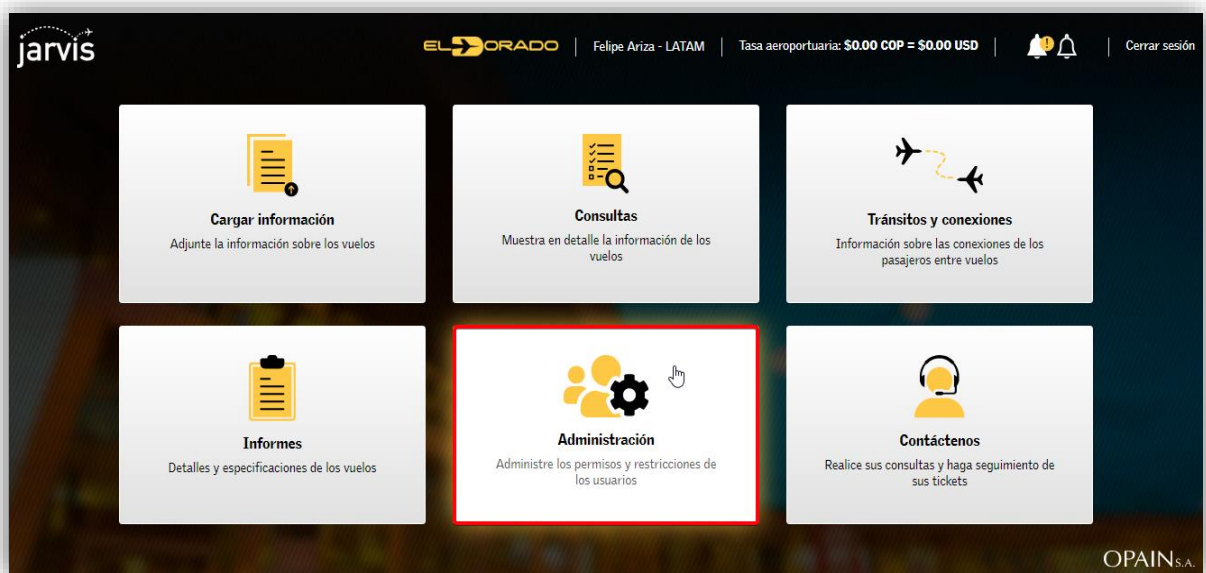 jarvis
EL DORADO
Felipe Ariza - LATAM
Tasa aeroportuaria: $0.00 COP = $0.00 USD
Cerrar sesión
Cargar información
Adjunte la información sobre los vuelos
Consultas
Muestra en detalle la información de los
vuelos
Tránsitos y conexiones
Información sobre las conexiones de los
pasajeros entre vuelos
Informes
Detalles y especificaciones de los vuelos
Administración
Administre los permisos y restricciones de
los usuarios
Contáctenos
Realice sus consultas y haga seguimiento de
sus tickets
OPAIN S.A.